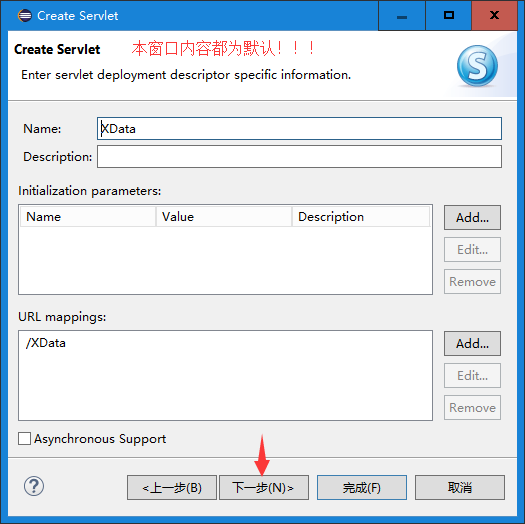 Create Servlet
Create Servlet 本窗口内容都为默认！！！
Enter servlet deployment descriptor specific information.
S
Name: XData
Description:
Initialization parameters:
Name Value Description
Add...
Edit...
Remove
URL mappings:
/XData
Add...
Edit...
Remove
Asynchronous Support
? <上一步(B) 下一步(N)> 完成(F) 取消